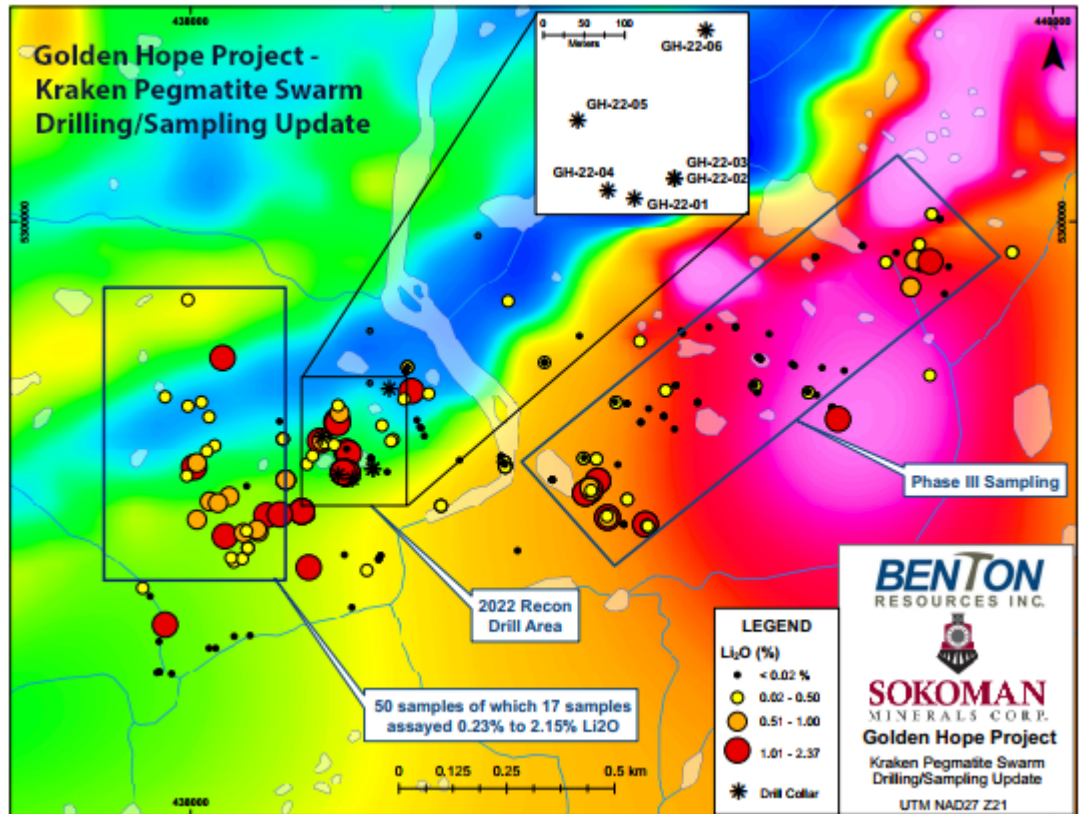 438000
440000
Golden Hope Project -
Kraken Pegmatite Swarm
Drilling/Sampling Update
0 50 100
Meters
GH-22-06
GH-22-05
GH-22-03
GH-22-02
GH-22-04
GH-22-01
5300000
5300000
Phase III Sampling
2022 Recon
Drill Area
50 samples of which 17 samples
assayed 0.23% to 2.15% Li2O
LEGEND
Li₂O (%)
< 0.02 %
0.02 - 0.50
0.51 - 1.00
1.01 - 2.37
Drill Collar
BENTON
RESOURCES INC.
SOKOMAN
MINERALS CORP.
Golden Hope Project
Kraken Pegmatite Swarm
Drilling/Sampling Update
UTM NAD27 Z21
0 0.125 0.25 0.5 km
438000